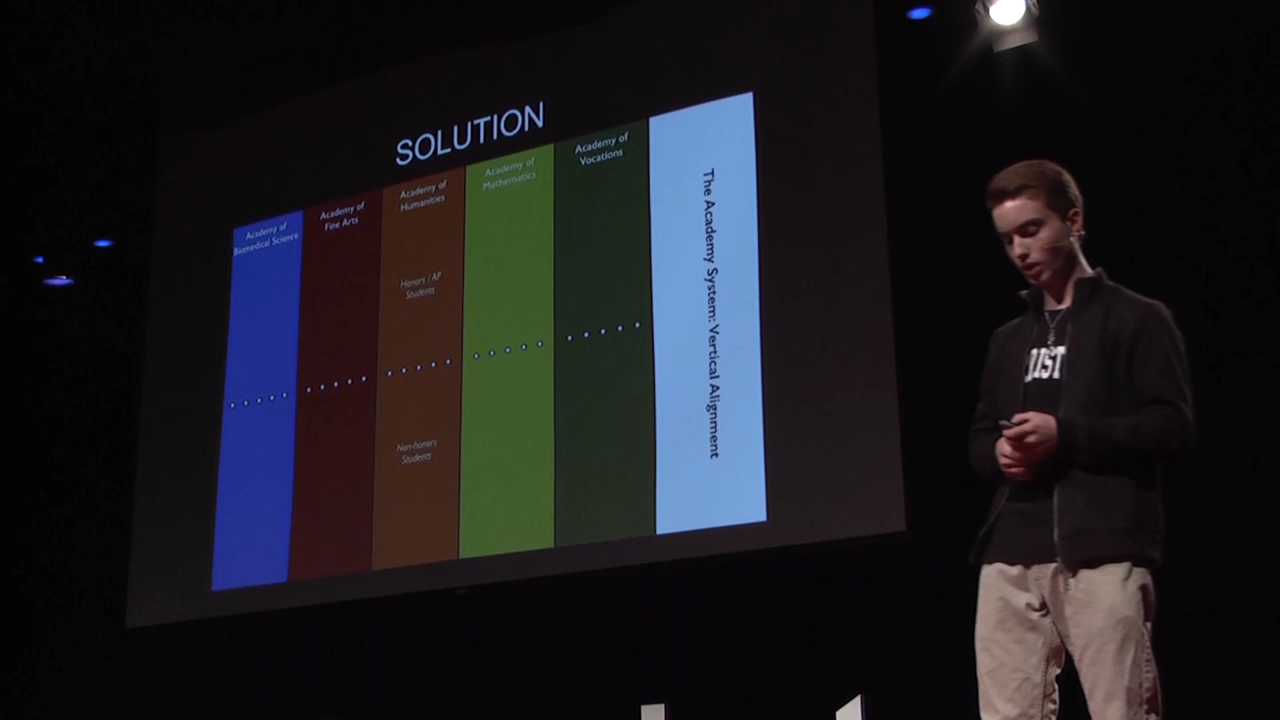 SOLUTION
Academy of
Biomedical Science
Academy of
Fine Arts
Academy of
Humanities
Honors / AP
Students
Non-honors
Students
Academy of
Mathematics
Academy of
Vocations
The Academy System: Vertical Alignment